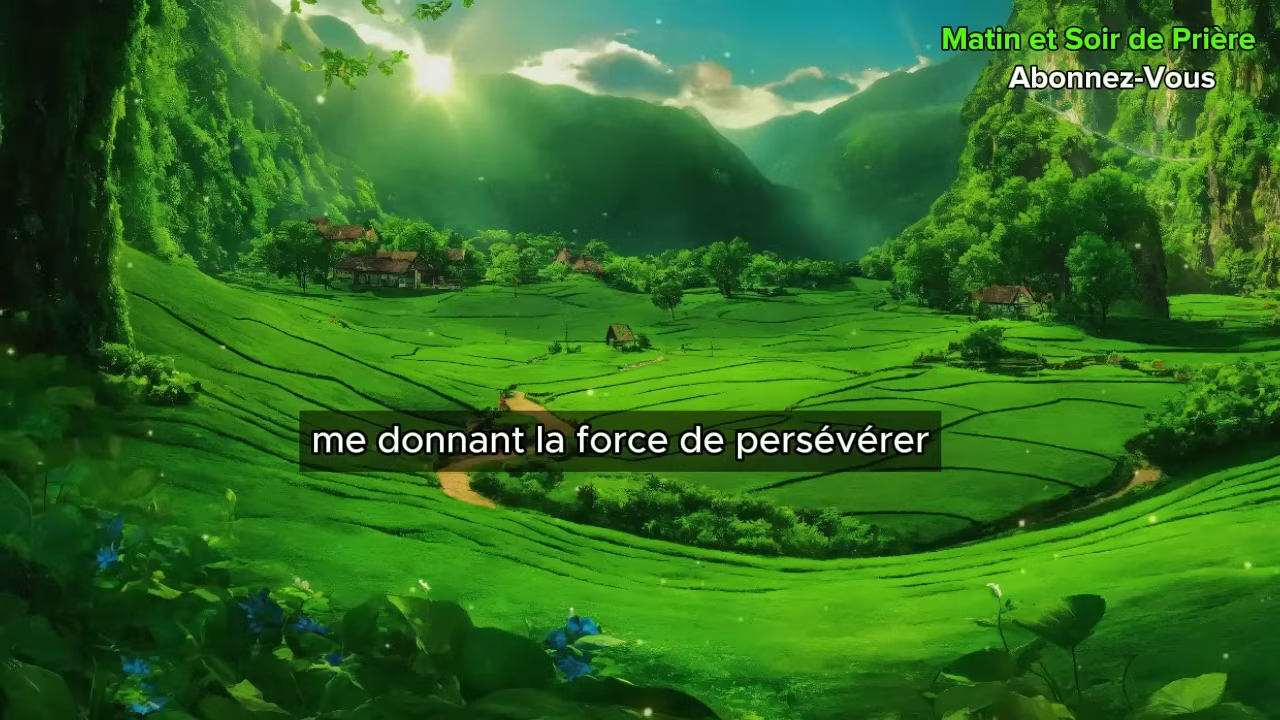 Matin et Soir de Prière
Abonnez-Vous
me donnant la force de persévérer